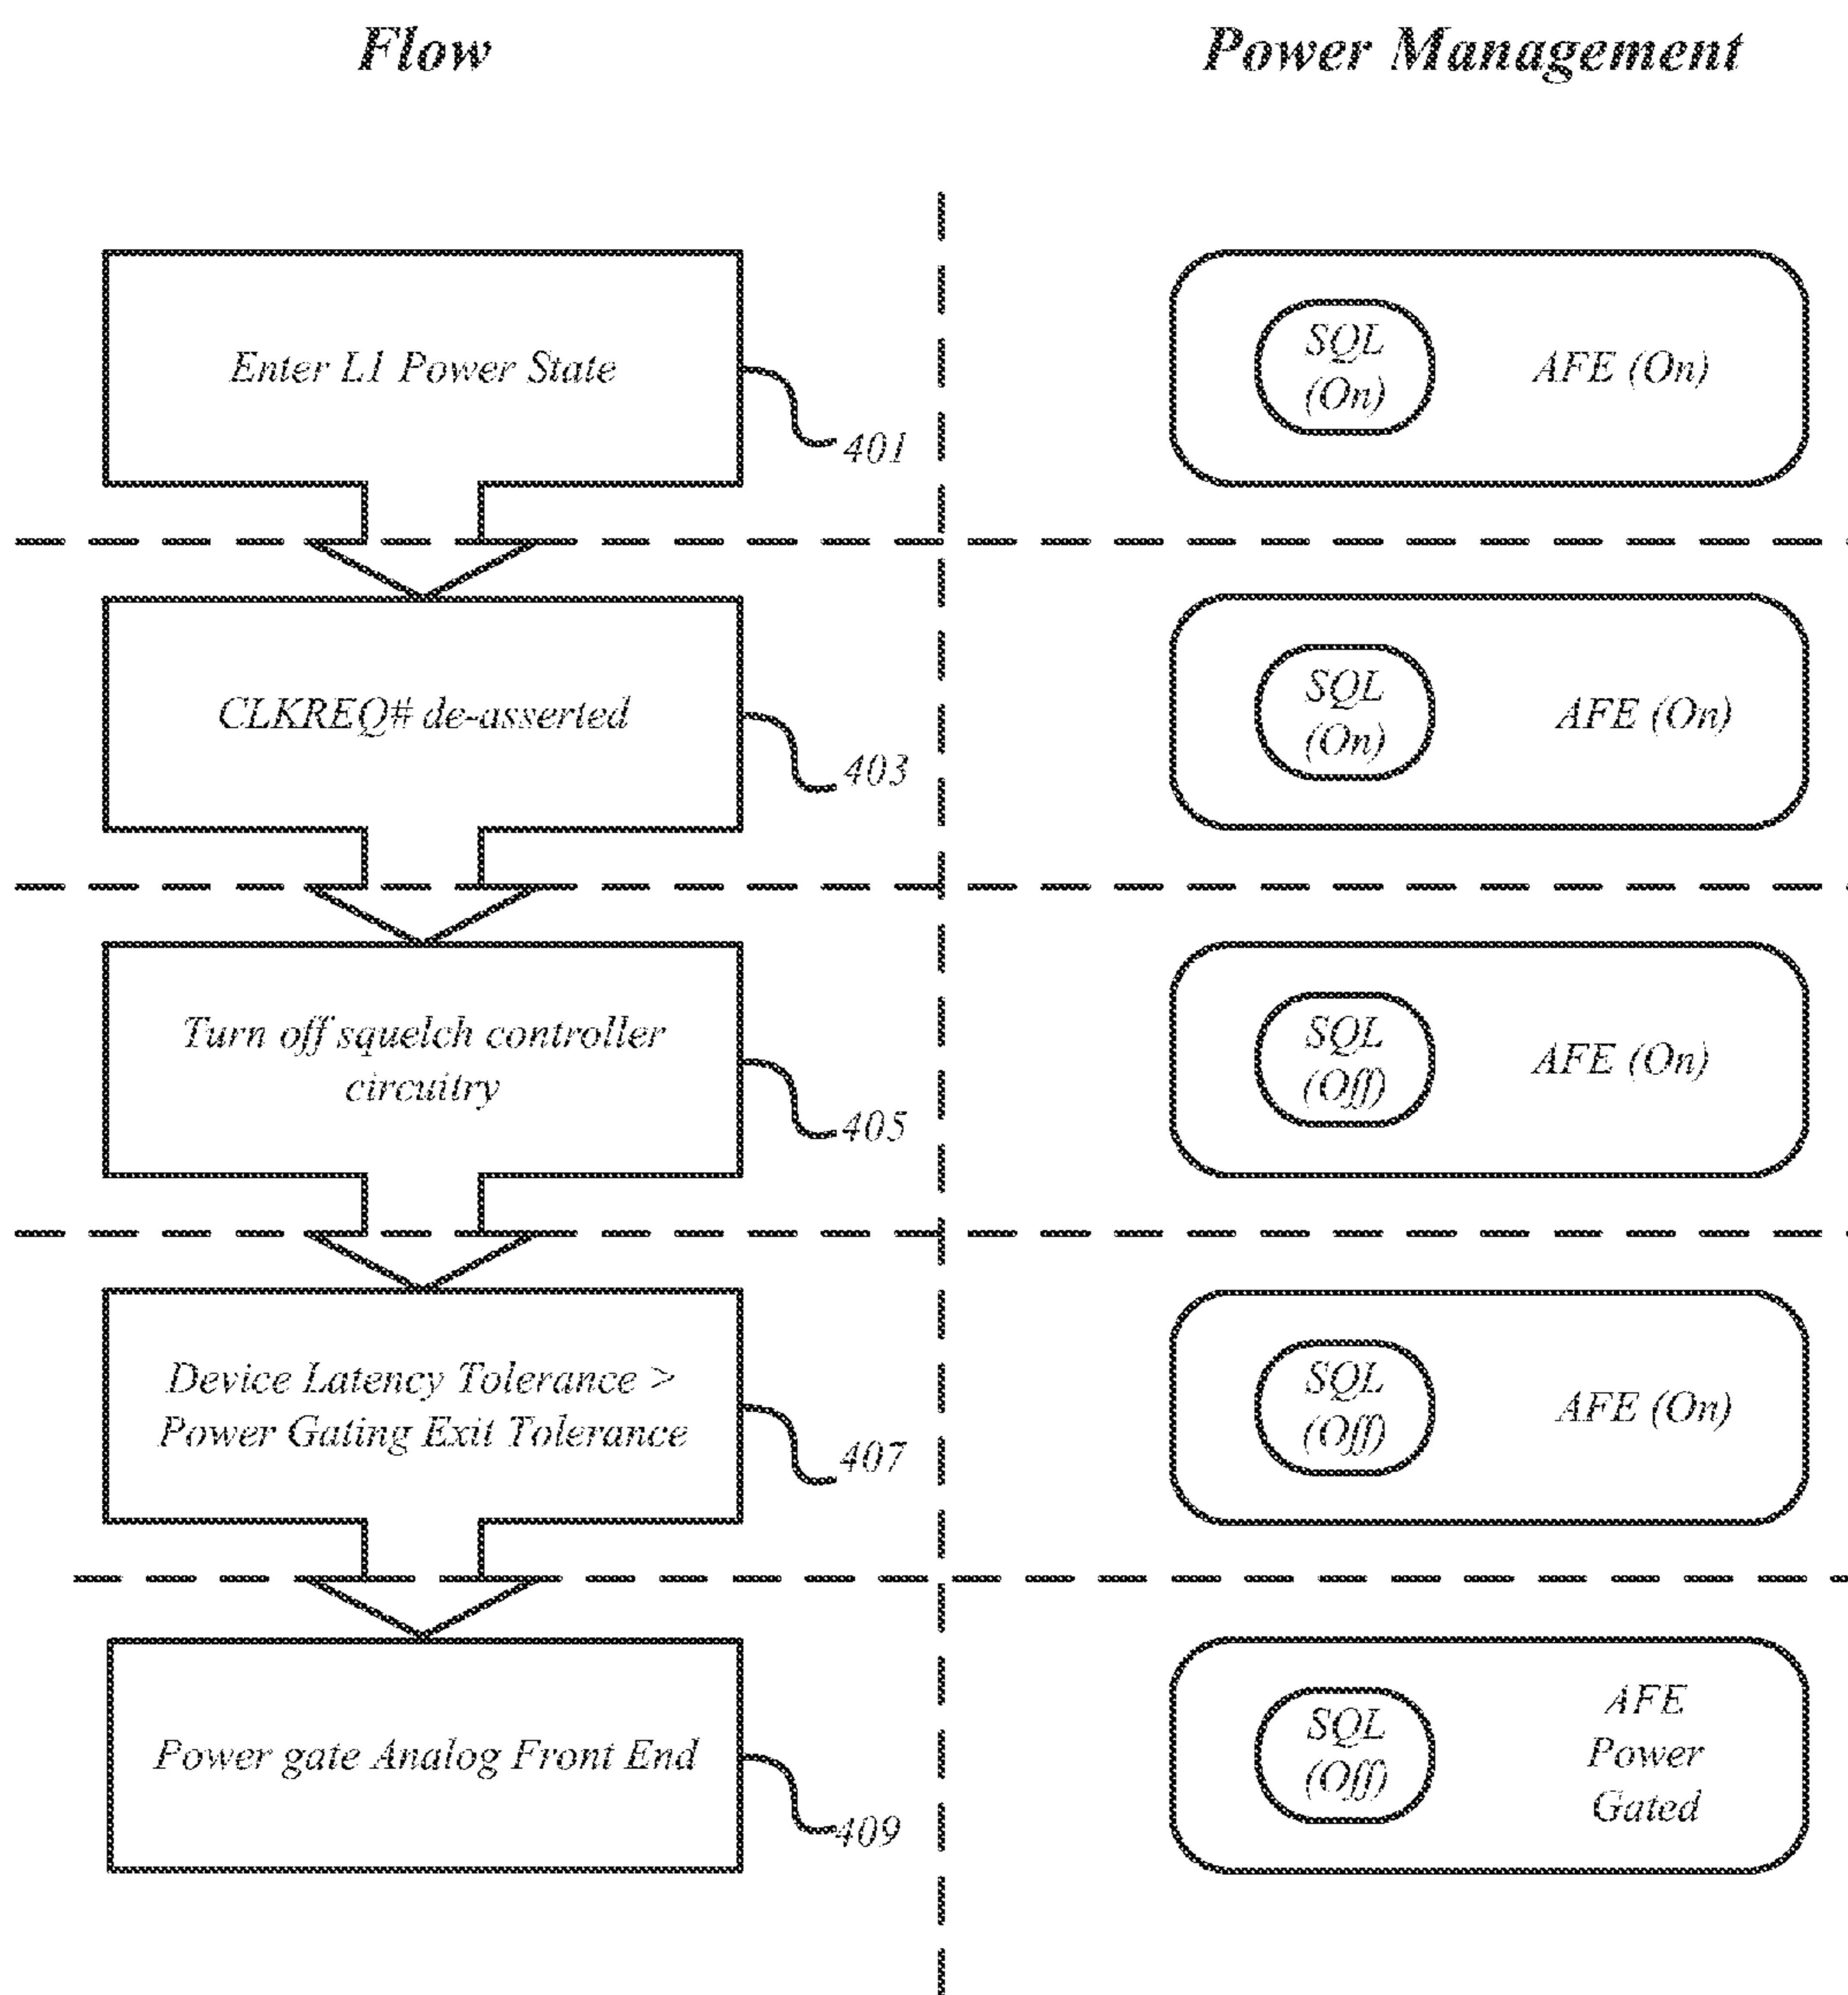 Flow
Power Management
Enter L1 Power State
401
SQL
(On)
AFE (On)
CLKREQ# de-asserted
403
SQL
(On)
AFE (On)
Turn off squelch controller
circuitry
405
SQL
(Off)
AFE (On)
Device Latency Tolerance >
Power Gating Exit Tolerance
407
SQL
(Off)
AFE (On)
Power gate Analog Front End
409
SQL
(Off)
AFE
Power
Gated